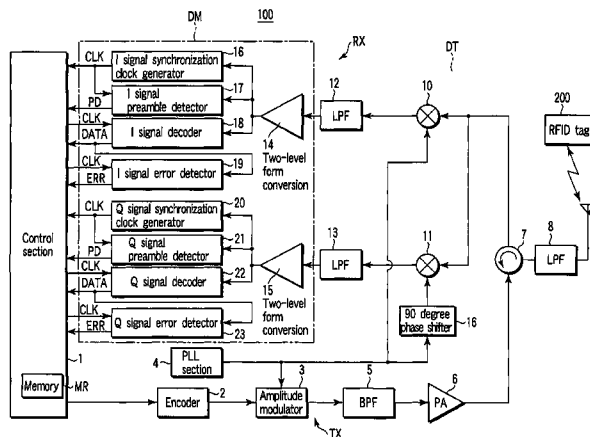 100
DM
RX
DT
CLK
I signal synchronization
clock generator
16
I signal
preamble detector
17
PD
CLK
I signal decoder
18
DATA
I signal error detector
19
CLK
ERR
14
Two-level
form
conversion
12
LPF
10
200
RFID tag
Q signal synchronization
clock generator
20
CLK
Q signal
preamble detector
21
PD
CLK
Q signal decoder
22
DATA
Q signal error detector
23
CLK
ERR
15
Two-level
form
conversion
13
LPF
11
7
8
LPF
90 degree
phase shifter
16
Control
section
1
Memory
MR
4
PLL
section
Encoder
2
Amplitude
modulator
3
TX
BPF
5
PA
6